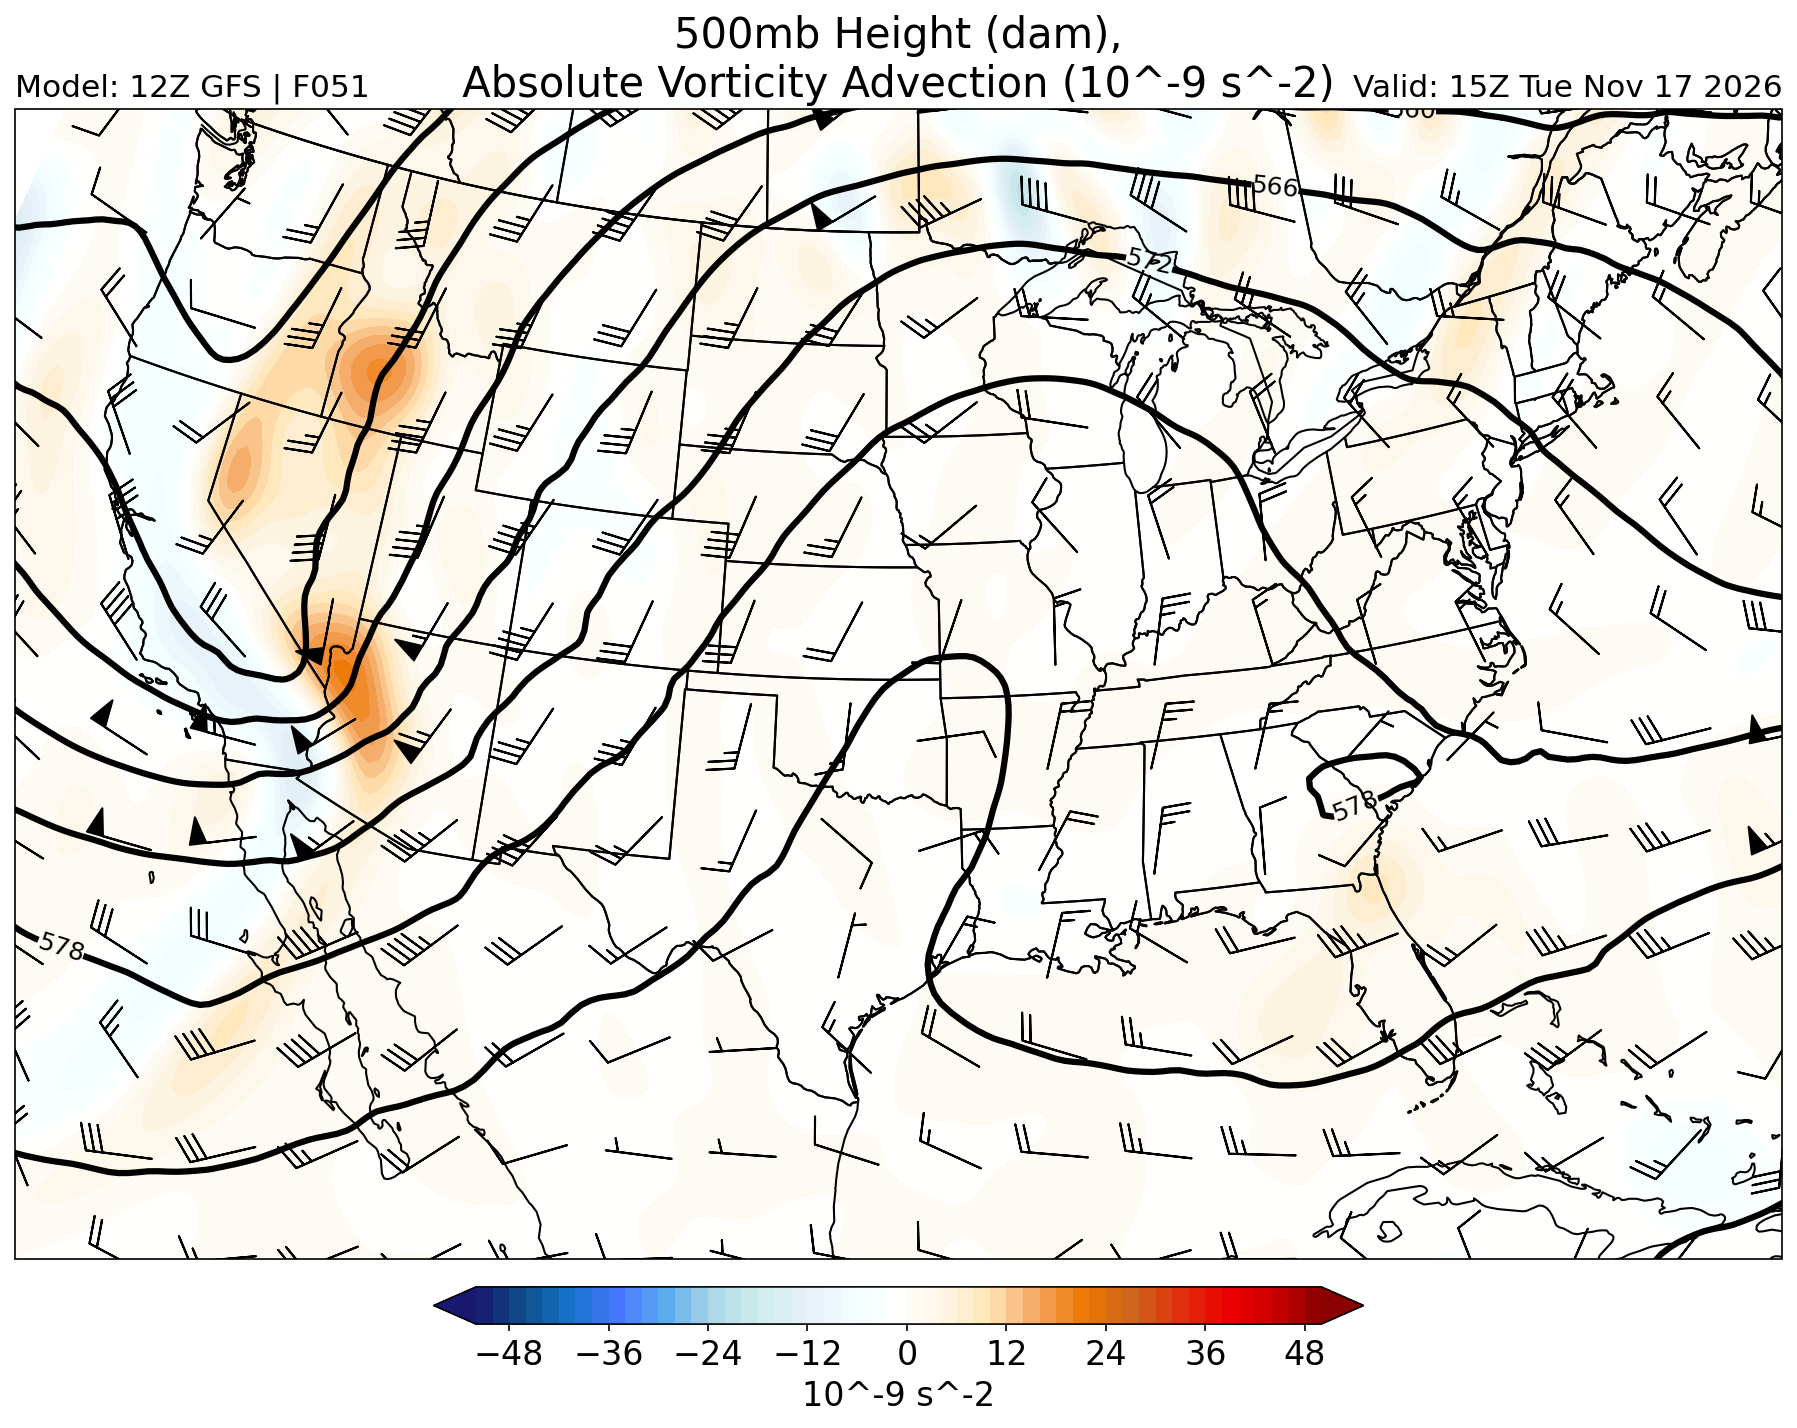 500mb Height (dam),
Model: 12Z GFS | F051
Absolute Vorticity Advection (10^-9 s^-2)
Valid: 15Z Tue Nov 17 2026
566
572
578
578
−48 −36 −24 −12 0 12 24 36 48
10^-9 s^-2